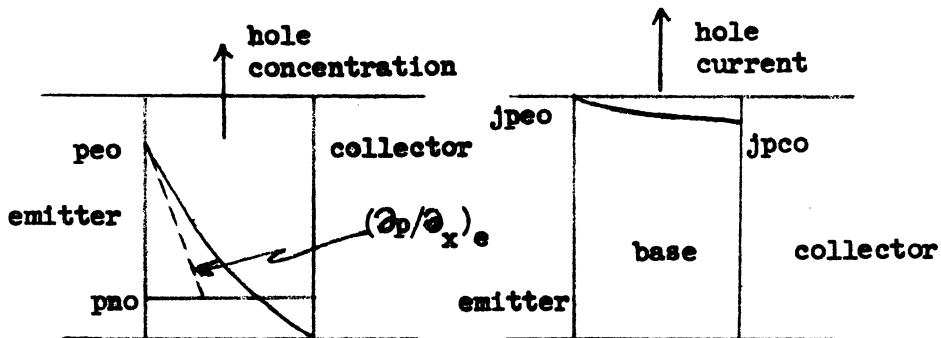 hole
concentration
peo
collector
emitter
(∂p/∂x)e
pno
hole
current
jpeo
jpco
base
collector
emitter